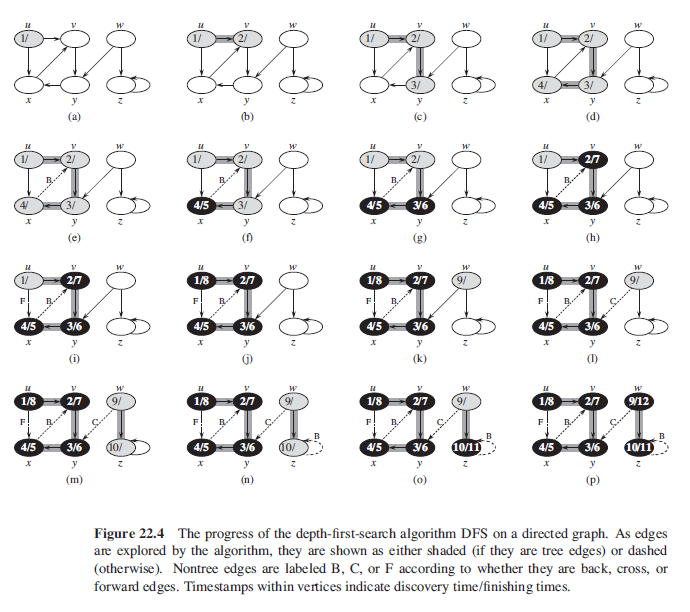 u v w u v w u v w u v w
1/ 1/ 2/ 1/ 2/ 1/ 2/
3/ 4/ 3/
x y z x y z x y z x y z
(a) (b) (c) (d)
u v w u v w u v w u v w
1/ 2/ 1/ 2/ 1/ 2/ 1/ 2/7
B B B B
4/ 3/ 4/5 3/ 4/5 3/6 4/5 3/6
x y z x y z x y z x y z
(e) (f) (g) (h)
u v w u v w u v w u v w
1/ 2/7 1/8 2/7 1/8 2/7 9/ 1/8 2/7 9/
F B F B F B F B C
4/5 3/6 4/5 3/6 4/5 3/6 4/5 3/6
x y z x y z x y z x y z
(i) (j) (k) (l)
u v w u v w u v w u v w
1/8 2/7 9/ 1/8 2/7 9/ 1/8 2/7 9/ 1/8 2/7 9/12
F B C F B C B F B C B F B C B
4/5 3/6 10/ 4/5 3/6 10/ 4/5 3/6 10/11 4/5 3/6 10/11
x y z x y z x y z x y z
(m) (n) (o) (p)
Figure 22.4 The progress of the depth-first-search algorithm DFS on a directed graph. As edges
are explored by the algorithm, they are shown as either shaded (if they are tree edges) or dashed
(otherwise). Nontree edges are labeled B, C, or F according to whether they are back, cross, or
forward edges. Timestamps within vertices indicate discovery time/finishing times.